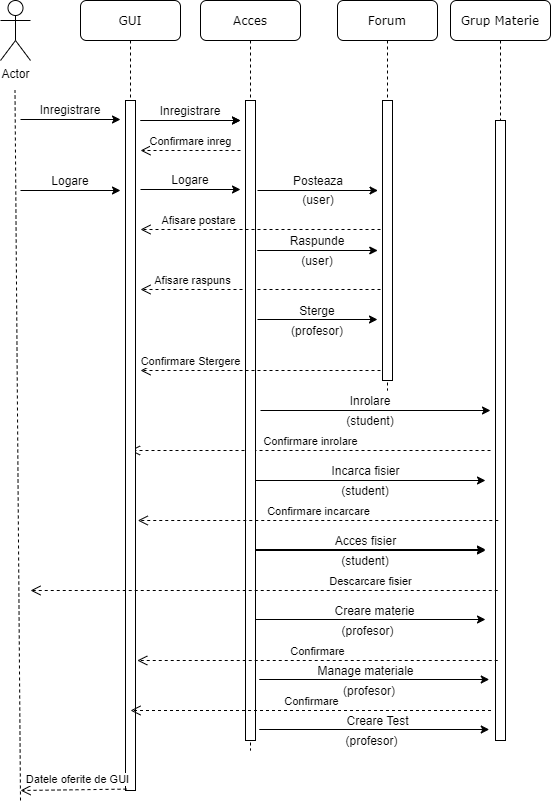 GUI
Acces
Forum
Grup Materie
Actor
Inregistrare
Inregistrare
Confirmare inreg
Logare
Logare
Posteaza
(user)
Afisare postare
Raspunde
(user)
Afisare raspuns
Sterge
(profesor)
Confirmare Stergere
Inrolare
(student)
Confirmare inrolare
Incarca fisier
(student)
Confirmare incarcare
Acces fisier
(student)
Descarcare fisier
Creare materie
(profesor)
Confirmare
Manage materiale
(profesor)
Confirmare
Creare Test
(profesor)
Datele oferite de GUI